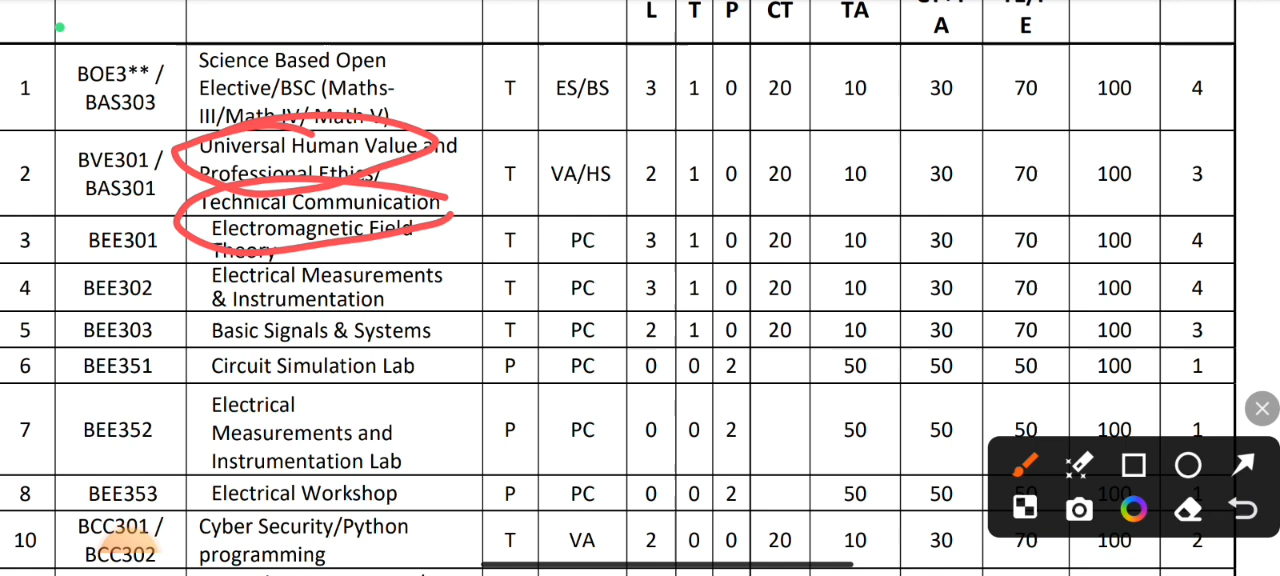 L T P CT TA
A E
1 BOE3** / BAS303 Science Based Open Elective/BSC (Maths-III/Math IV/ Math V) T ES/BS 3 1 0 20 10 30 70 100 4
2 BVE301 / BAS301 Universal Human Value and Professional Ethics/ Technical Communication T VA/HS 2 1 0 20 10 30 70 100 3
3 BEE301 Electromagnetic Field Theory T PC 3 1 0 20 10 30 70 100 4
4 BEE302 Electrical Measurements & Instrumentation T PC 3 1 0 20 10 30 70 100 4
5 BEE303 Basic Signals & Systems T PC 2 1 0 20 10 30 70 100 3
6 BEE351 Circuit Simulation Lab P PC 0 0 2 50 50 50 100 1
7 BEE352 Electrical Measurements and Instrumentation Lab P PC 0 0 2 50 50 50 100 1
8 BEE353 Electrical Workshop P PC 0 0 2 50 50 50 100 1
10 BCC301 / BCC302 Cyber Security/Python programming T VA 2 0 0 20 10 30 70 100 2